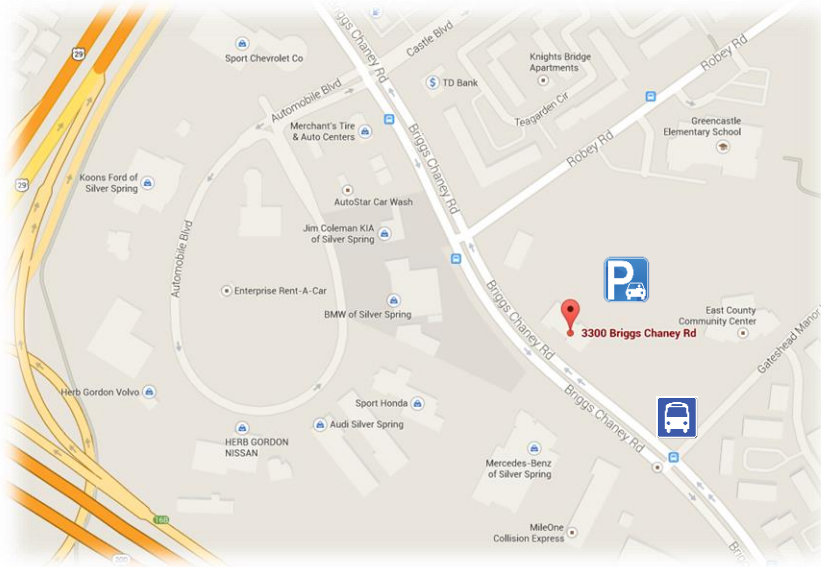 29
Sport Chevrolet Co
Briggs Chaney Rd
Castle Blvd
Automobile Blvd
$ TD Bank
Knights Bridge
Apartments
Teagarden Cir
Robey Rd
Merchant's Tire
& Auto Centers
Briggs Chaney Rd
Greencastle
Elementary School
Robey Rd
Koons Ford of
Silver Spring
29
AutoStar Car Wash
Jim Coleman KIA
of Silver Spring
Automobile Blvd
Enterprise Rent-A-Car
BMW of Silver Spring
P
3300 Briggs Chaney Rd
East County
Community Center
Gateshead Manor
Briggs Chaney Rd
Herb Gordon Volvo
Sport Honda
Audi Silver Spring
HERB GORDON
NISSAN
Briggs Chaney Rd
Mercedes-Benz
of Silver Spring
MileOne
Collision Express
16B
200
Brig